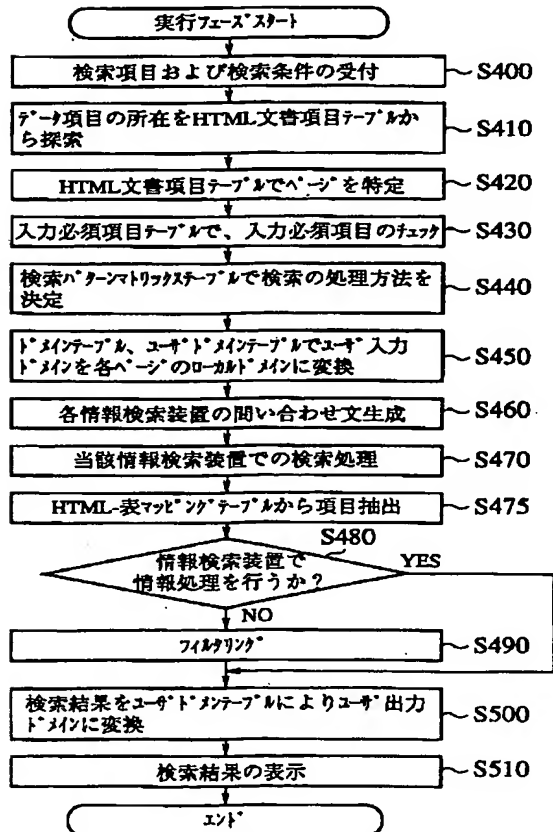 実行フェーズスタート
検索項目および検索条件の受付
S400
データ項目の所在をHTML文書項目テーブルか
ら探索
S410
HTML文書項目テーブルでページを特定
S420
入力必須項目テーブルで、入力必須項目のチェック
S430
検索パターンマトリックステーブルで検索の処理方法を
決定
S440
ドメインテーブル、ユーザドメインテーブルでユーザ入力
ドメインを各ページのローカルドメインに変換
S450
各情報検索装置の問い合わせ文生成
S460
当該情報検索装置での検索処理
S470
HTML-表マッピングテーブルから項目抽出
S475
S480
情報検索装置で
情報処理を行うか?
YES
NO
フィルタリング
S490
検索結果をユーザドメンテーブルによりユーザ出力
ドメインに変換
S500
検索結果の表示
S510
エンド